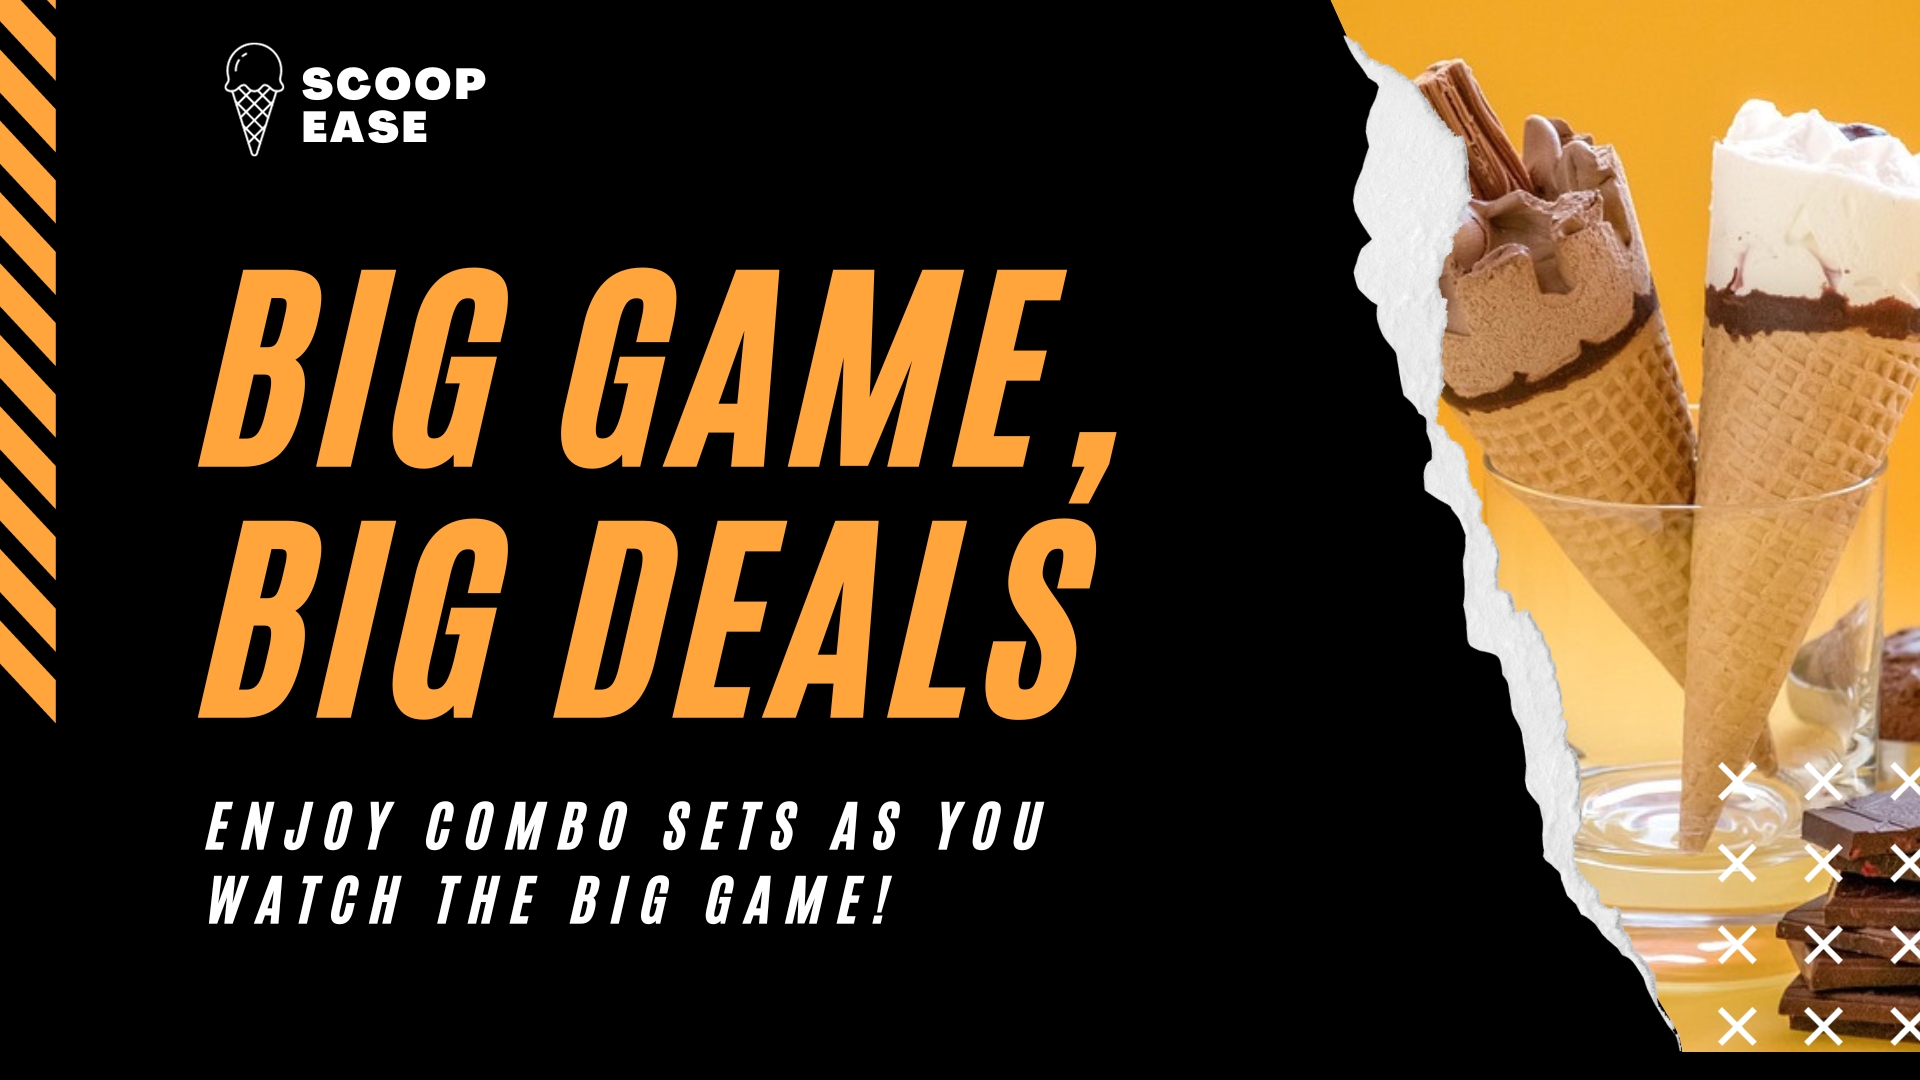 SCOOP
EASE
BIG GAME,
BIG DEALS
ENJOY COMBO SETS AS YOU
WATCH THE BIG GAME!